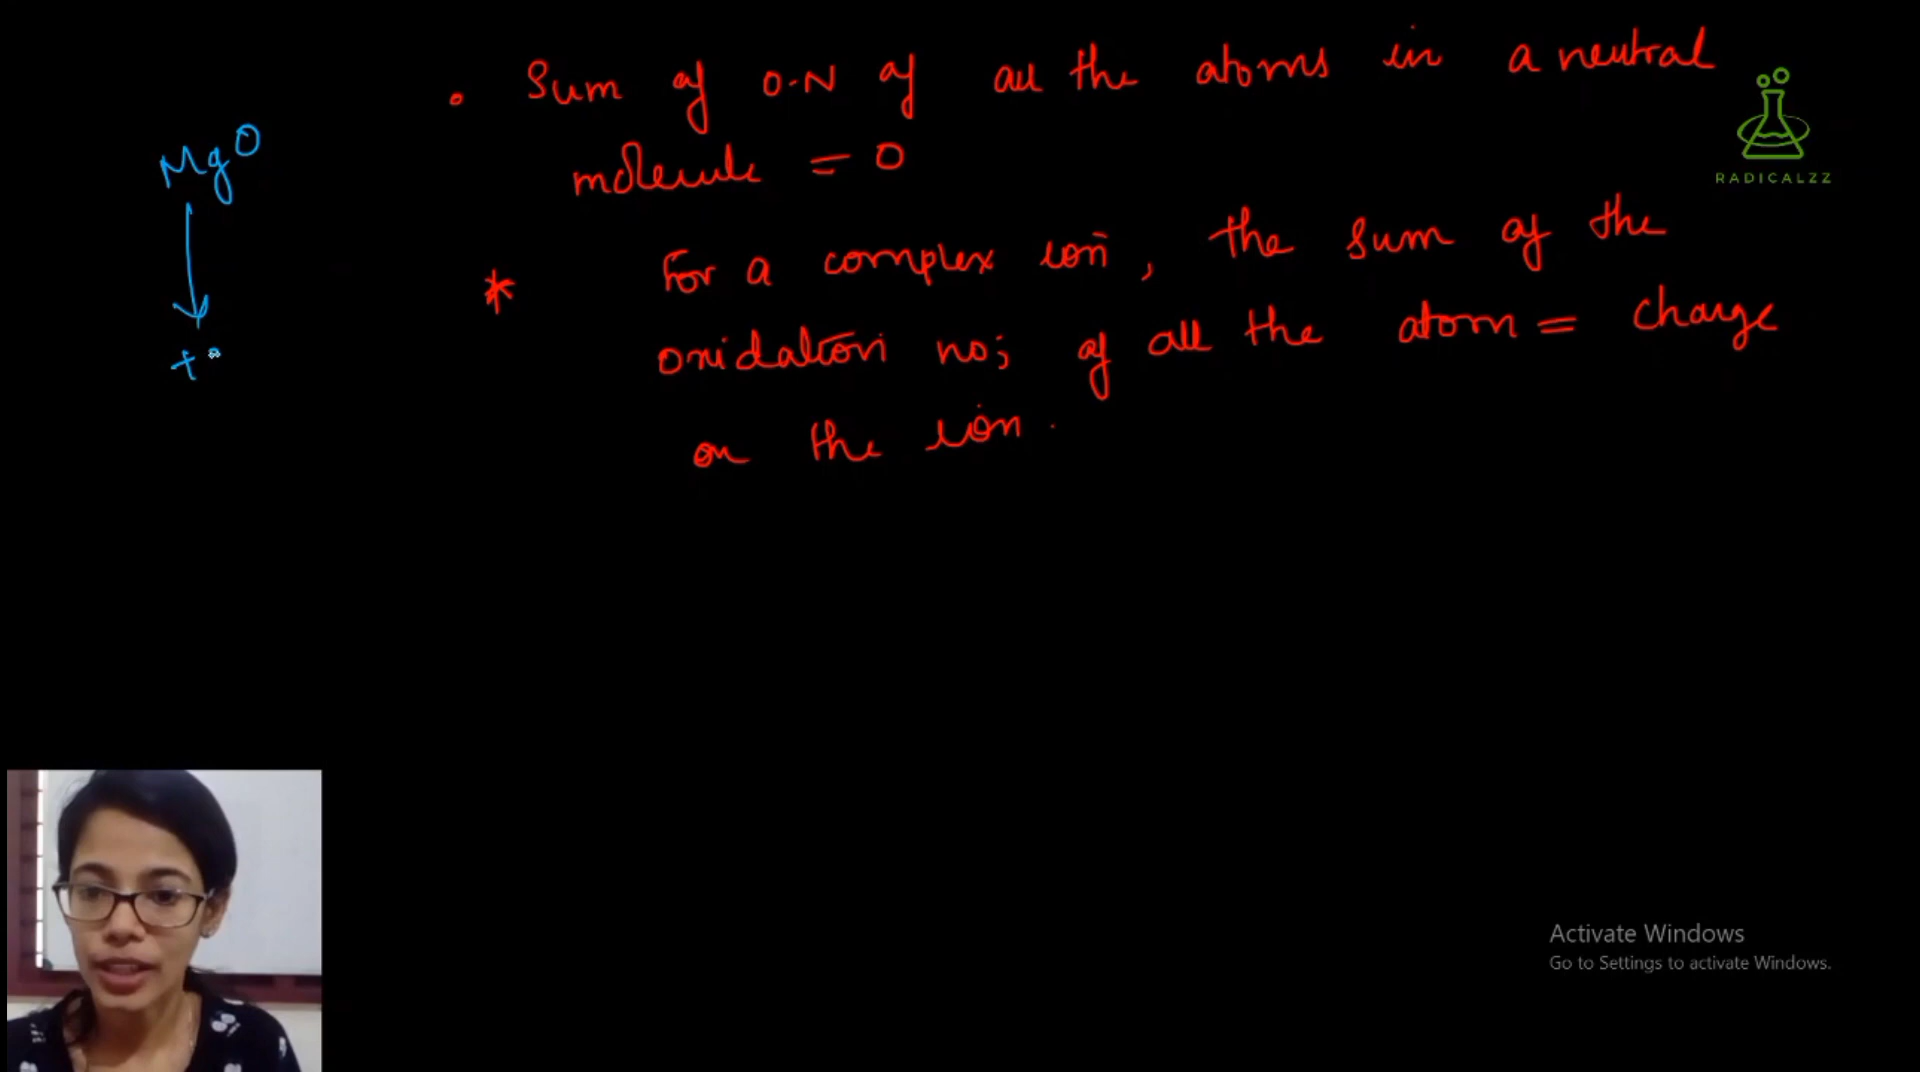 • Sum of O.N of all the atoms in a neutral
molecule = 0
RADICALZZ
MgO
+
* For a complex ion, the sum of the
oxidation no; of all the atom = charge
on the ion.
Activate Windows
Go to Settings to activate Windows.